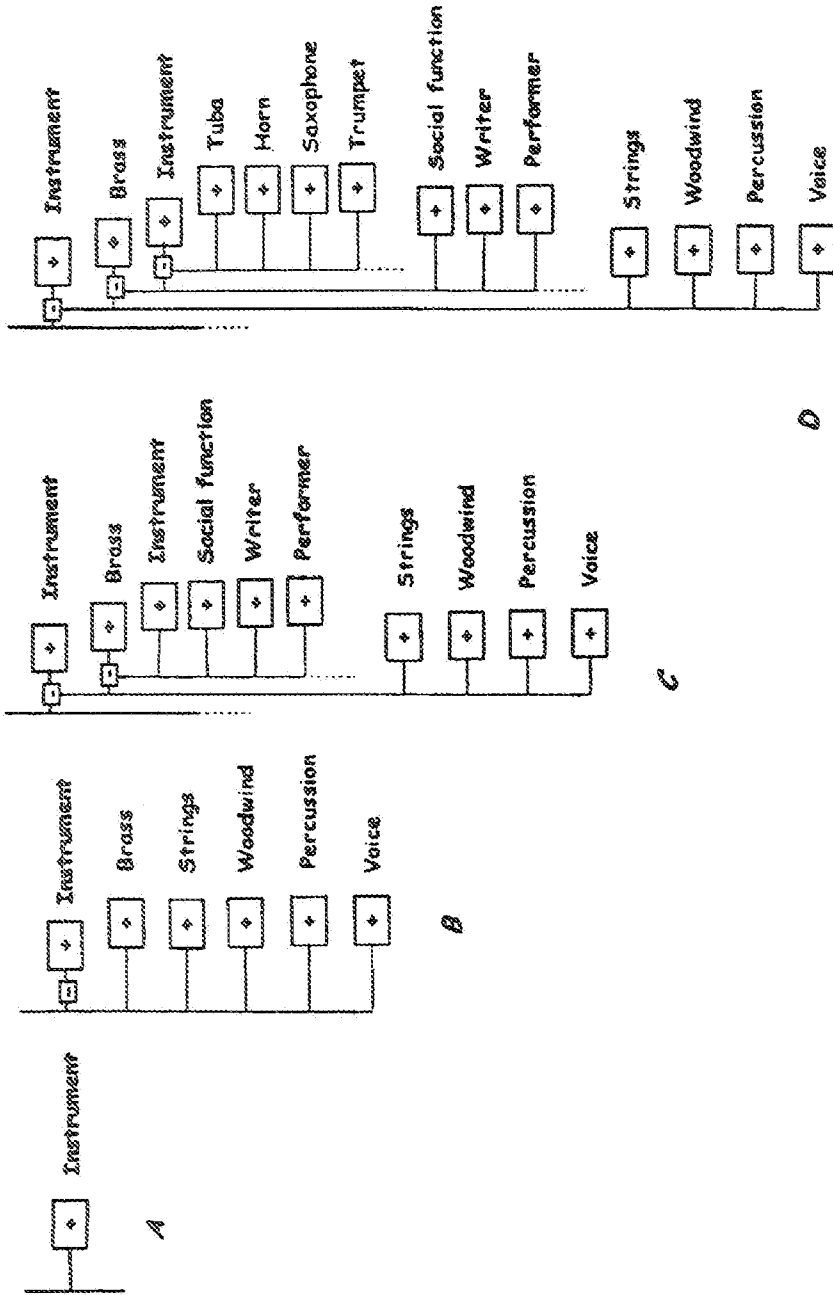 Instrument
A
Instrument
Brass
Strings
Woodwind
Percussion
Voice
B
Instrument
Brass
Instrument
Social function
Writer
Performer
Strings
Woodwind
Percussion
Voice
C
Instrument
Brass
Instrument
Tuba
Horn
Saxophone
Trumpet
Social function
Writer
Performer
Strings
Woodwind
Percussion
Voice
D